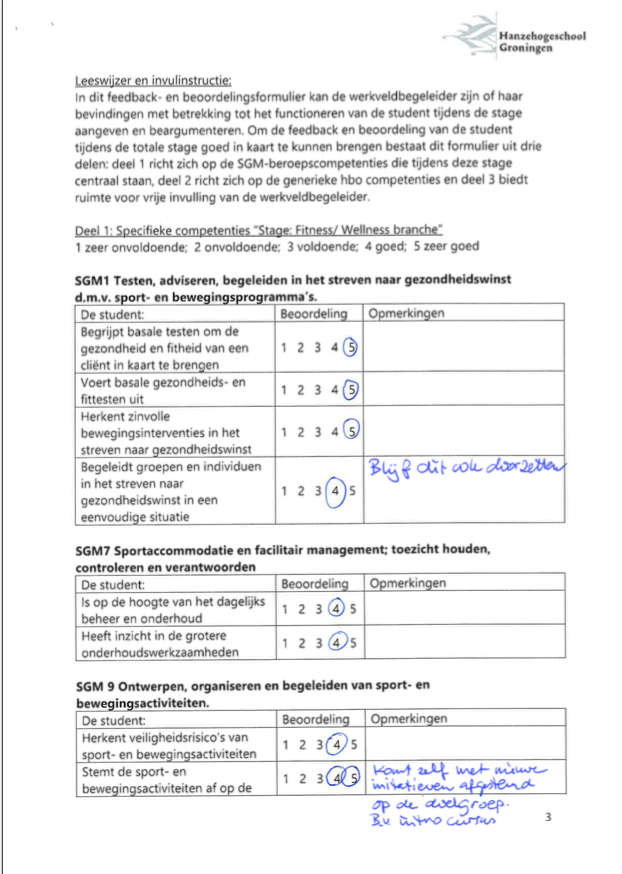 Hanzehogeschool
Groningen
Leeswijzer en invulinstructie:
In dit feedback- en beoordelingsformulier kan de werkveldbegeleider zijn of haar
bevindingen met betrekking tot het functioneren van de student tijdens de stage
aangeven en beargumenteren. Om de feedback en beoordeling van de student
tijdens de totale stage goed in kaart te kunnen brengen bestaat dit formulier uit drie
delen: deel 1 richt zich op de SGM-beroepscompetenties die tijdens deze stage
centraal staan, deel 2 richt zich op de generieke hbo competenties en deel 3 biedt
ruimte voor vrije invulling van de werkveldbegeleider.
Deel 1: Specifieke competenties "Stage: Fitness/ Wellness branche"
1 zeer onvoldoende; 2 onvoldoende; 3 voldoende; 4 goed; 5 zeer goed
SGM1 Testen, adviseren, begeleiden in het streven naar gezondheidswinst
d.m.v. sport- en bewegingsprogramma's.
De student: Beoordeling Opmerkingen
Begrijpt basale testen om de
gezondheid en fitheid van een
cliënt in kaart te brengen
1 2 3 4 5
Voert basale gezondheids- en
fittesten uit
1 2 3 4 5
Herkent zinvolle
bewegingsinterventies in het
streven naar gezondheidswinst
1 2 3 4 5
Begeleidt groepen en individuen
in het streven naar
gezondheidswinst in een
eenvoudige situatie
1 2 3 4 5
Blijf dit ook doorzetten
SGM7 Sportaccommodatie en facilitair management; toezicht houden,
controleren en verantwoorden
De student: Beoordeling Opmerkingen
Is op de hoogte van het dagelijks
beheer en onderhoud
1 2 3 4 5
Heeft inzicht in de grotere
onderhoudswerkzaamheden
1 2 3 4 5
SGM 9 Ontwerpen, organiseren en begeleiden van sport- en
bewegingsactiviteiten.
De student: Beoordeling Opmerkingen
Herkent veiligheidsrisico's van
sport- en bewegingsactiviteiten
1 2 3 4 5
Stemt de sport- en
bewegingsactiviteiten af op de
1 2 3 4 5
Komt zelf met nieuwe
initatieven afgestemd
op de doelgroep.
B.v. intro cursus
3